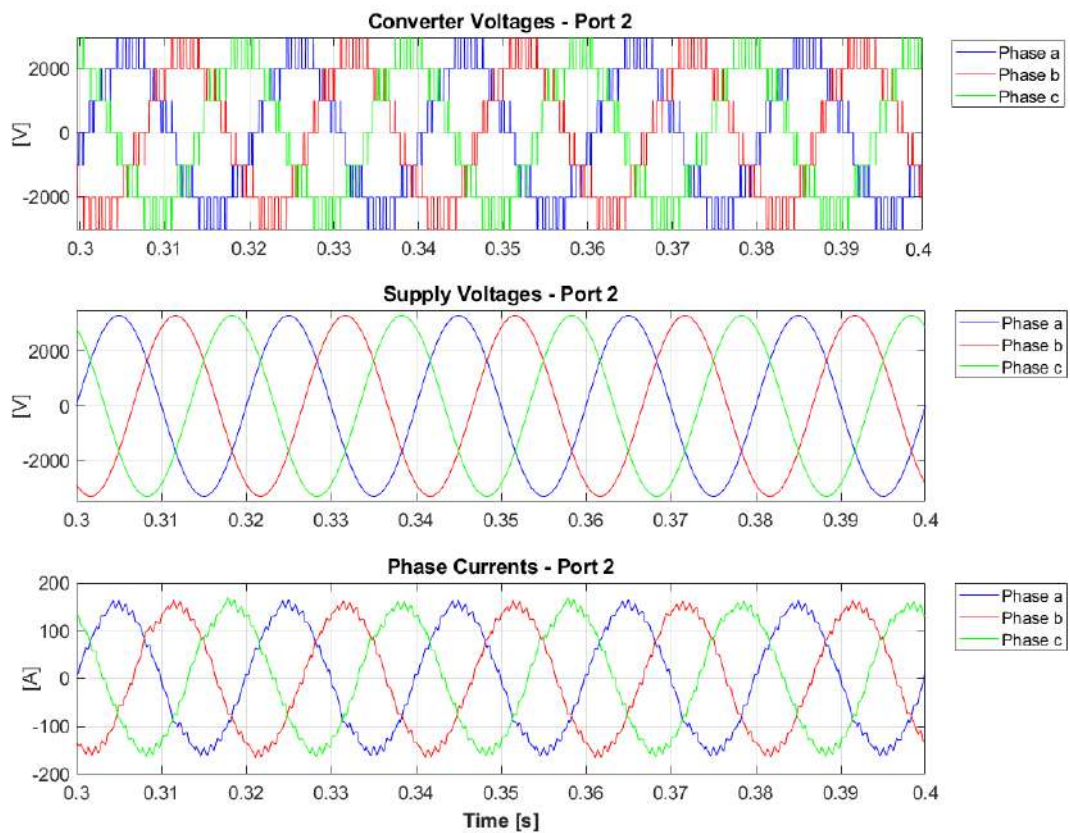 Converter Voltages - Port 2
[V]
2000
0
-2000
0.3 0.31 0.32 0.33 0.34 0.35 0.36 0.37 0.38 0.39 0.4
Phase a
Phase b
Phase c
Supply Voltages - Port 2
[V]
2000
0
-2000
0.3 0.31 0.32 0.33 0.34 0.35 0.36 0.37 0.38 0.39 0.4
Phase a
Phase b
Phase c
Phase Currents - Port 2
[A]
200
100
0
-100
-200
0.3 0.31 0.32 0.33 0.34 0.35 0.36 0.37 0.38 0.39 0.4
Time [s]
Phase a
Phase b
Phase c